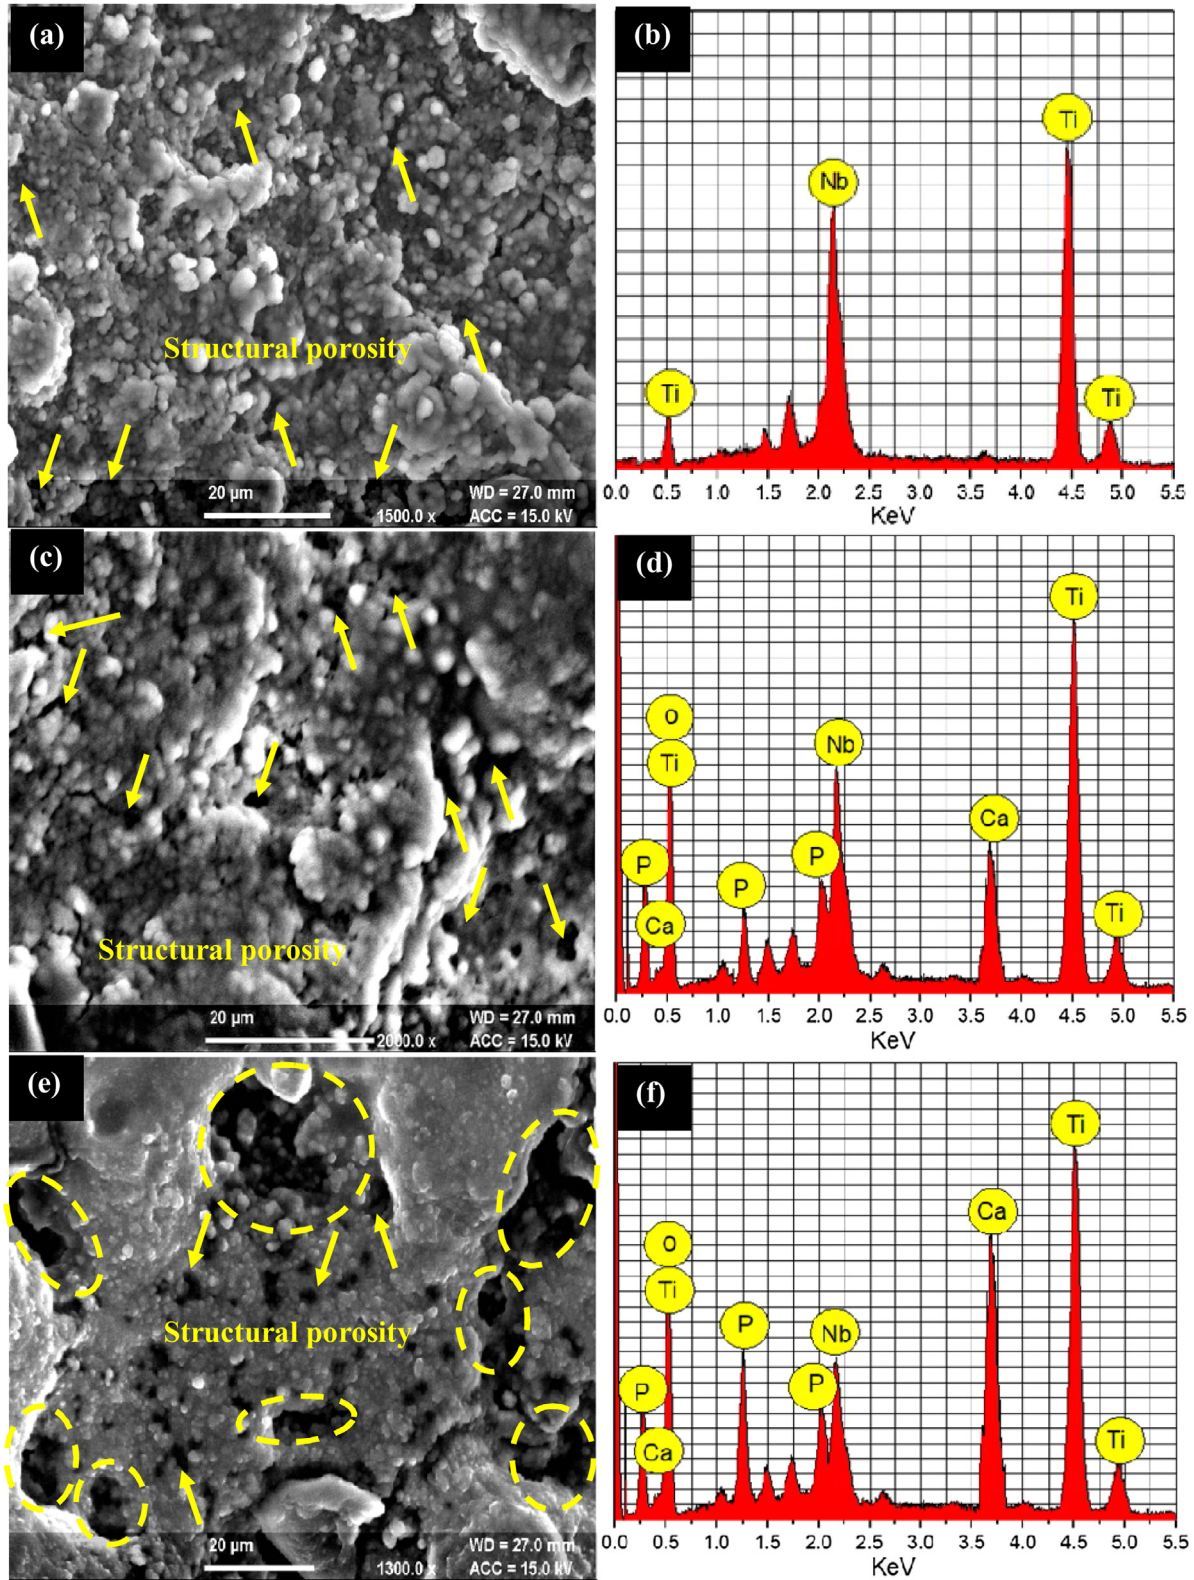 (a)
Structural porosity
20 µm
WD = 27.0 mm
1500.0 x
ACC = 15.0 kV
(b)
Ti
Nb
Ti
Ti
0.0 0.5 1.0 1.5 2.0 2.5 3.0 3.5 4.0 4.5 5.0 5.5
KeV
(c)
Structural porosity
20 µm
WD = 27.0 mm
2000.0 x
ACC = 15.0 kV
(d)
Ti
O
Ti
Nb
Ca
P
P
P
Ca
Ti
0.0 0.5 1.0 1.5 2.0 2.5 3.0 3.5 4.0 4.5 5.0 5.5
KeV
(e)
Structural porosity
20 µm
WD = 27.0 mm
1300.0 x
ACC = 15.0 kV
(f)
Ti
Ca
O
Ti
P
Nb
P
P
Ca
Ti
0.0 0.5 1.0 1.5 2.0 2.5 3.0 3.5 4.0 4.5 5.0 5.5
KeV